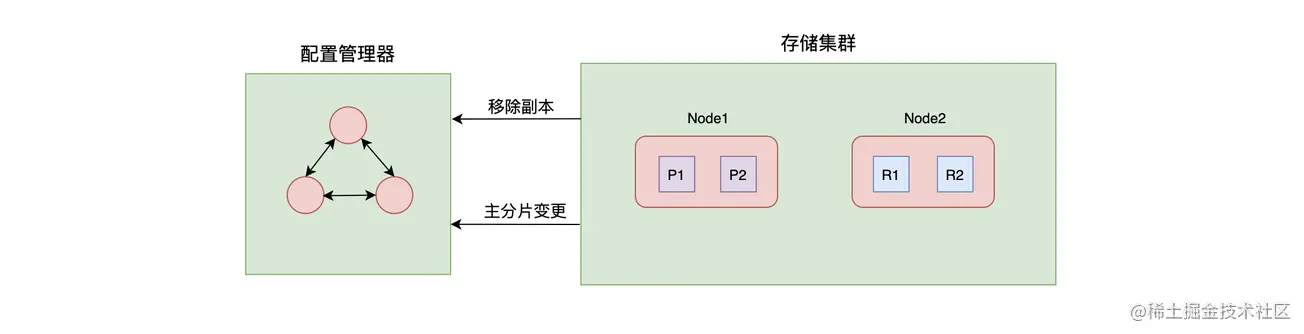 配置管理器
存储集群
移除副本
Node1
Node2
P1
P2
R1
R2
主分片变更
@稀土掘金技术社区